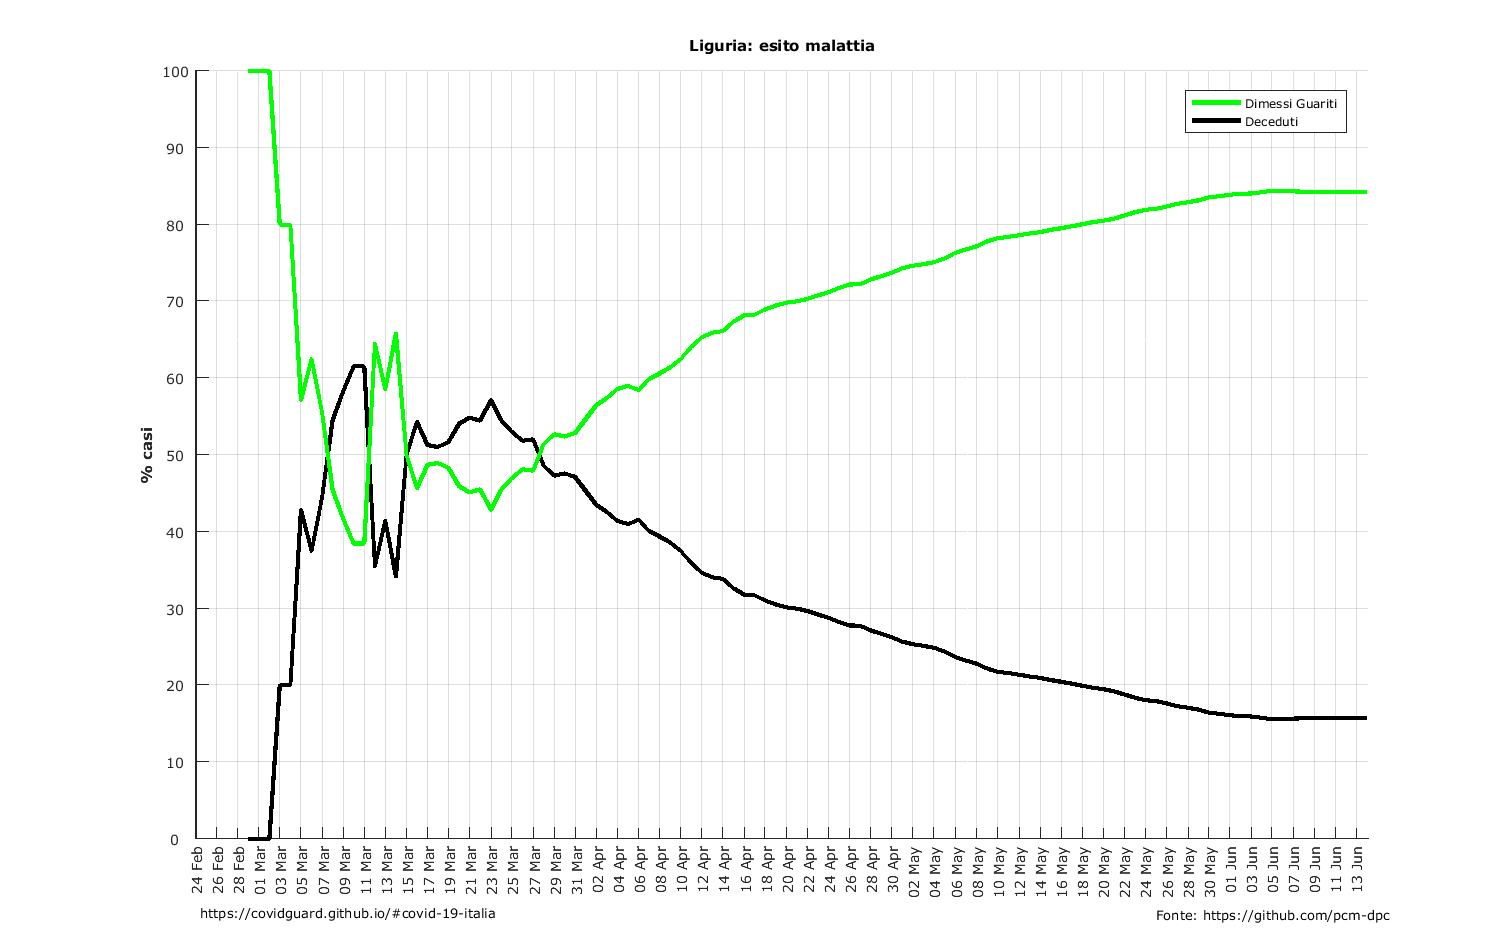 Liguria: esito malattia
Dimessi Guariti
Deceduti
% casi
100
90
80
70
60
50
40
30
20
10
0
24 Feb
26 Feb
28 Feb
01 Mar
03 Mar
05 Mar
07 Mar
09 Mar
11 Mar
13 Mar
15 Mar
17 Mar
19 Mar
21 Mar
23 Mar
25 Mar
27 Mar
29 Mar
31 Mar
02 Apr
04 Apr
06 Apr
08 Apr
10 Apr
12 Apr
14 Apr
16 Apr
18 Apr
20 Apr
22 Apr
24 Apr
26 Apr
28 Apr
30 Apr
02 May
04 May
06 May
08 May
10 May
12 May
14 May
16 May
18 May
20 May
22 May
24 May
26 May
28 May
30 May
01 Jun
03 Jun
05 Jun
07 Jun
09 Jun
11 Jun
13 Jun
https://covidguard.github.io/#covid-19-italia
Fonte: https://github.com/pcm-dpc